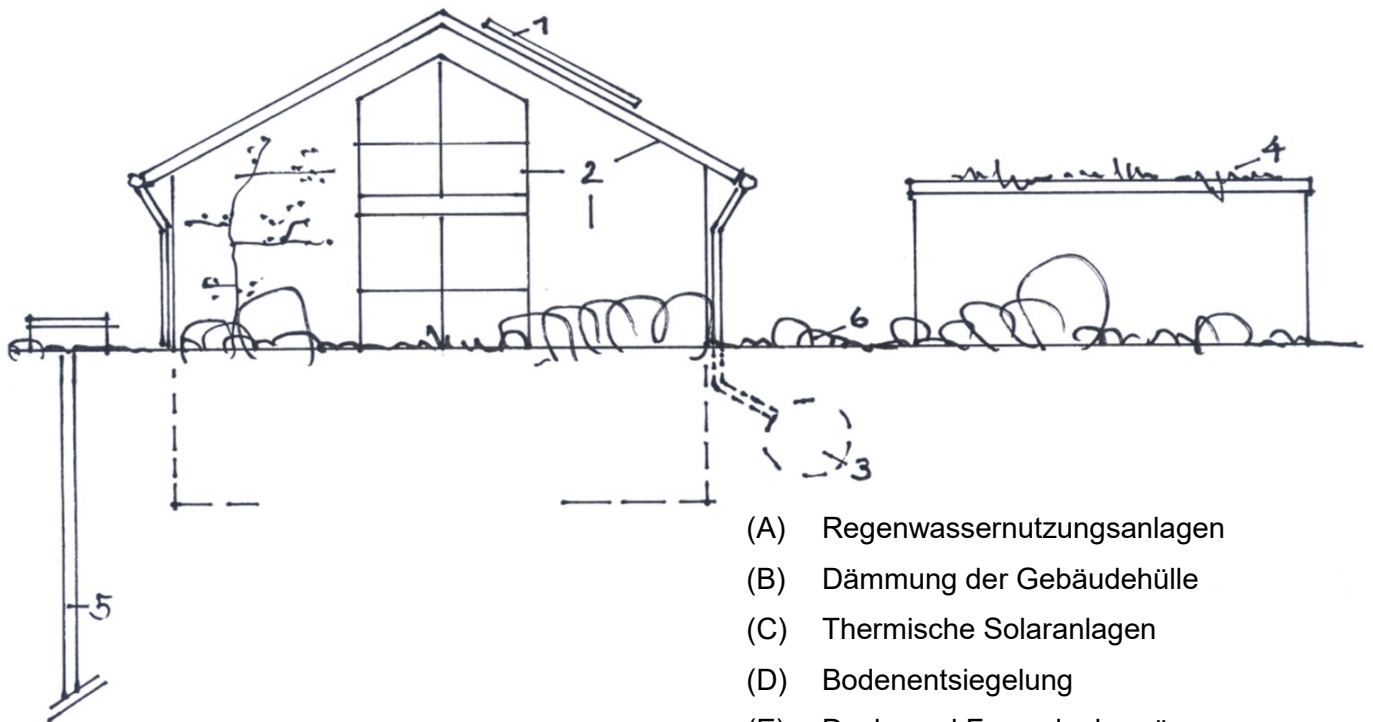 1
2
4
6
3
5
(A) Regenwassernutzungsanlagen
(B) Dämmung der Gebäudehülle
(C) Thermische Solaranlagen
(D) Bodenentsiegelung